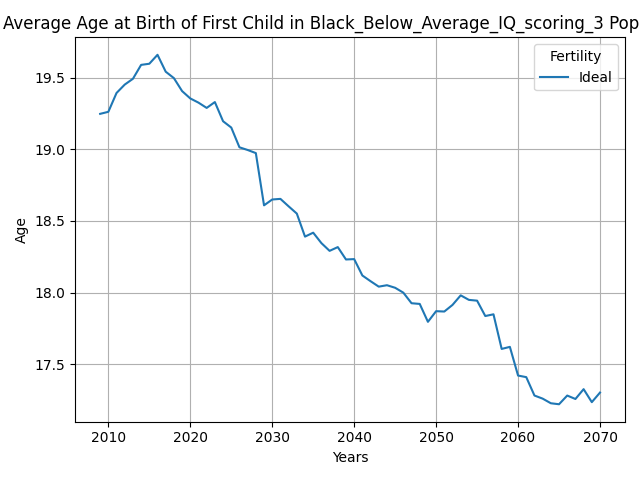 Average Age at Birth of First Child in Black_Below_Average_IQ_scoring_3 Pop
Fertility
Ideal
19.5
19.0
18.5
18.0
17.5
Age
2010 2020 2030 2040 2050 2060 2070
Years